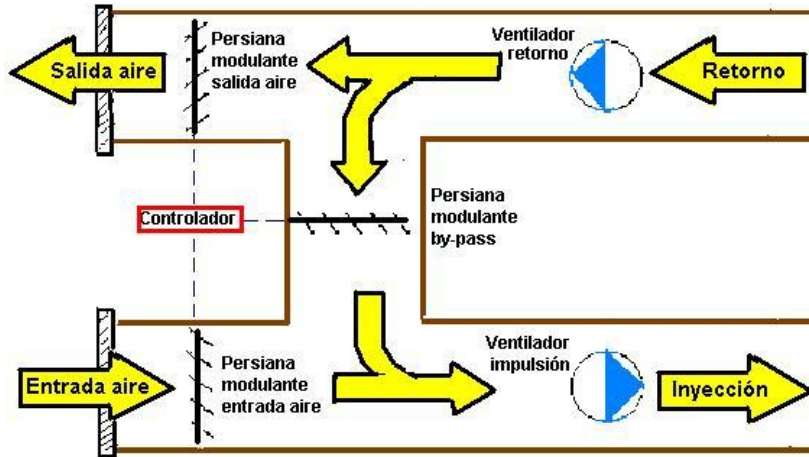 Salida aire
Persiana
modulante
salida aire
Ventilador
retorno
Retorno
Controlador
Persiana
modulante
by-pass
Entrada aire
Persiana
modulante
entrada aire
Ventilador
impulsión
Inyección